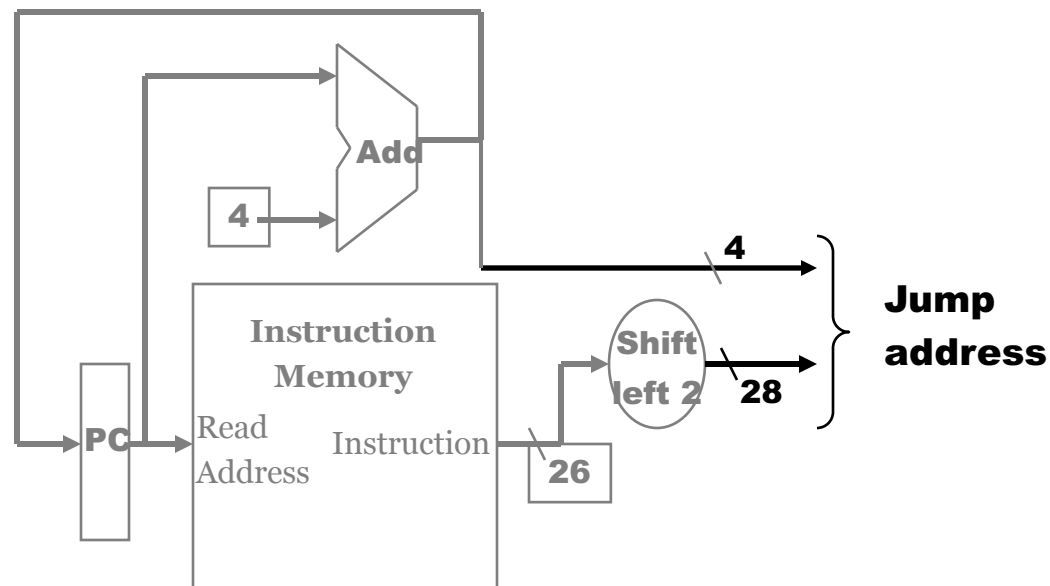 Add
4
4
Jump
address
Instruction
Memory
Shift
left 2
28
PC
Read
Address
Instruction
26